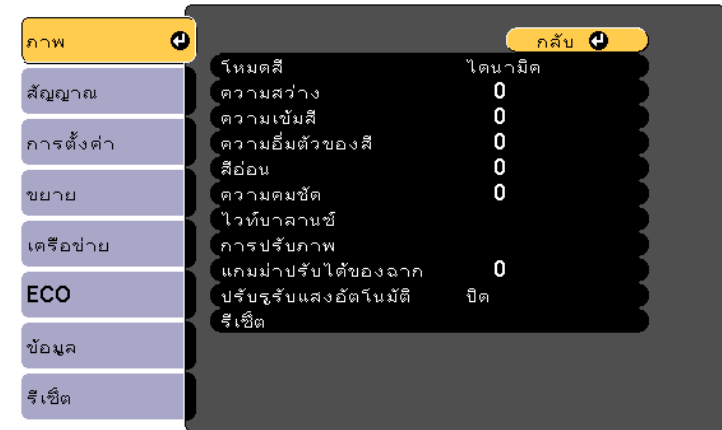 ภาพ
สัญญาณ
การตั้งค่า
ขยาย
เครือข่าย
ECO
ข้อมูล
รีเซ็ต
กลับ
โหมดสี ไดนามิค
ความสว่าง 0
ความเข้มสี 0
ความอิ่มตัวของสี 0
สีอ่อน 0
ความคมชัด 0
ไวท์บาลานซ์
การปรับภาพ
แกมม่าปรับได้ของฉาก 0
ปรับรูรับแสงอัตโนมัติ ปิด
รีเซ็ต